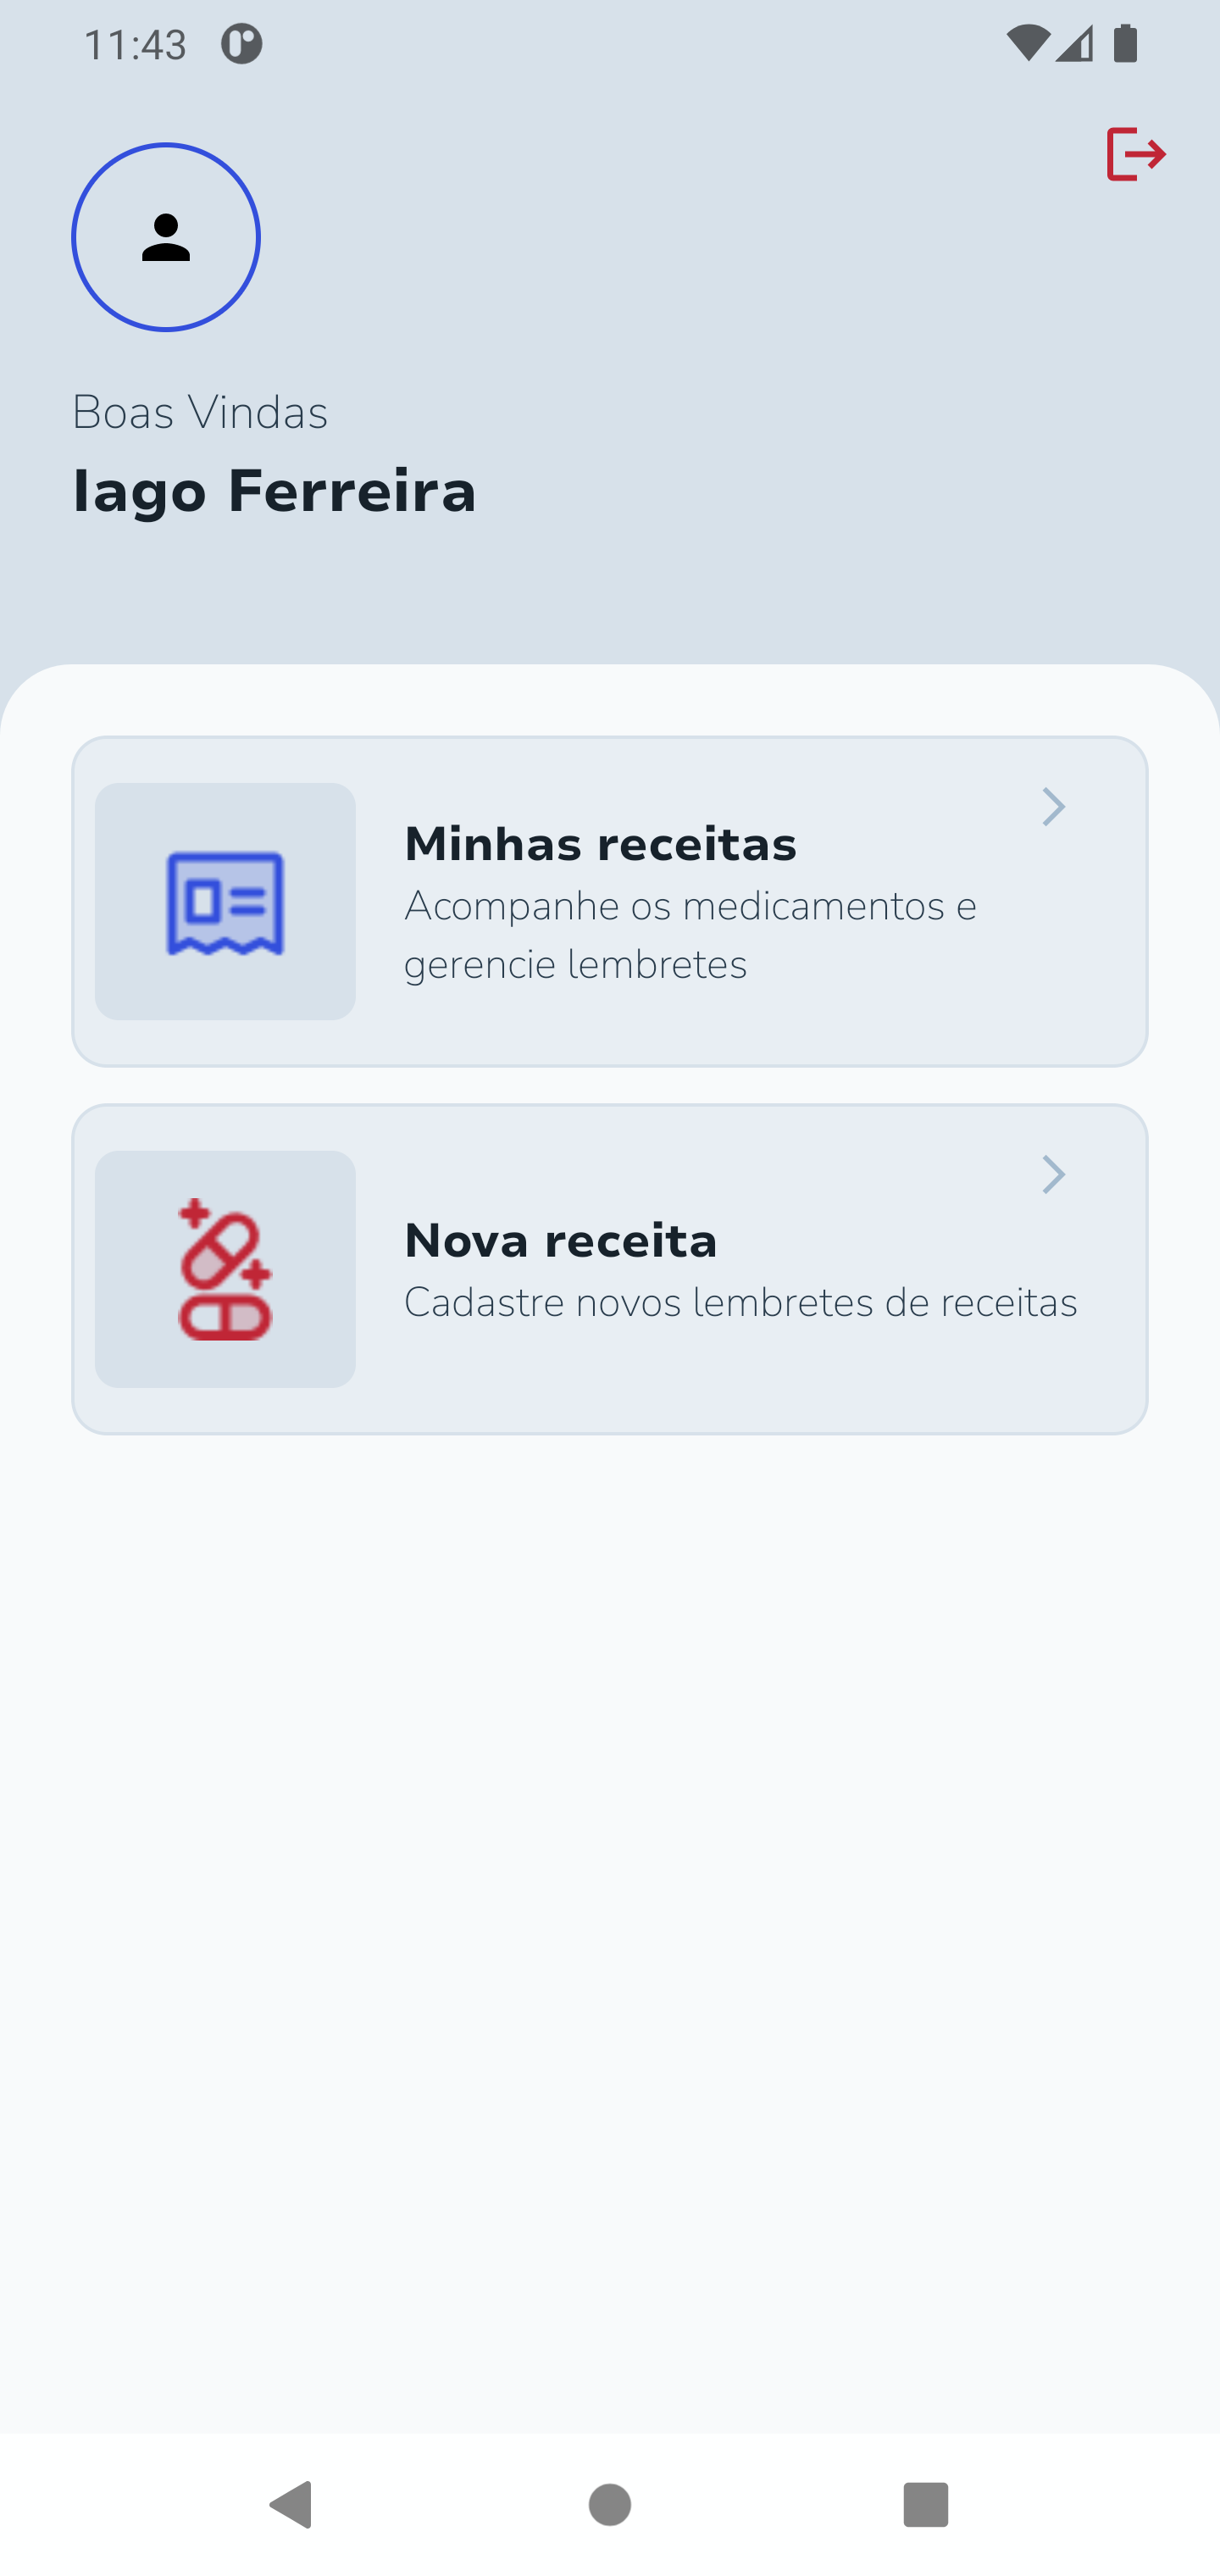 11:43
Boas Vindas
Iago Ferreira
Minhas receitas
Acompanhe os medicamentos e
gerencie lembretes
Nova receita
Cadastre novos lembretes de receitas